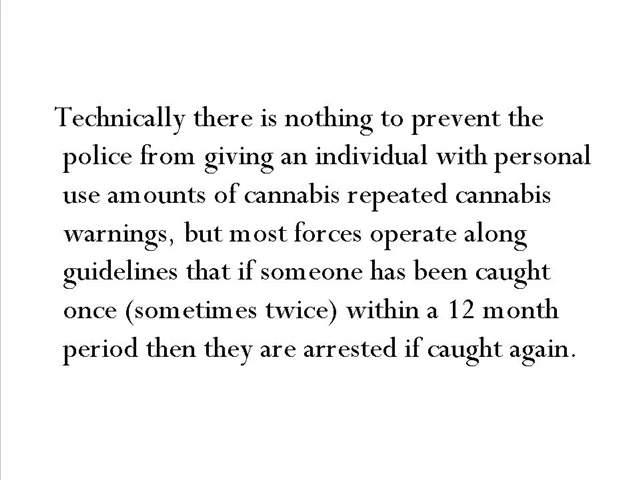 Technically there is nothing to prevent the
police from giving an individual with personal
use amounts of cannabis repeated cannabis
warnings, but most forces operate along
guidelines that if someone has been caught
once (sometimes twice) within a 12 month
period then they are arrested if caught again.